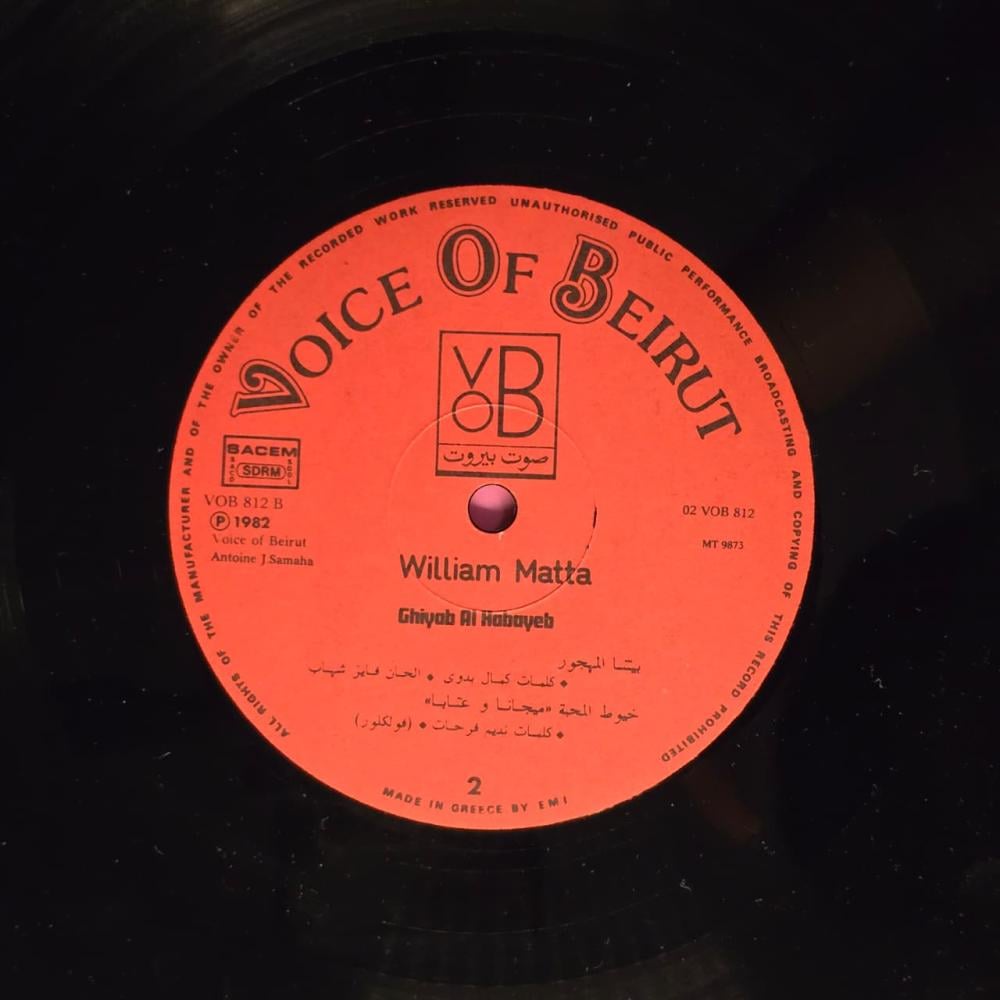 ALL RIGHTS OF THE MANUFACTURER AND OF THE OWNER OF THE RECORDED WORK RESERVED UNAUTHORISED PUBLIC PERFORMANCE BROADCASTING AND COPYING OF THIS RECORD PROHIBITED
VOICE OF BEIRUT
VOB
صوت بيروت
SACEM
SACD SDRM SGDL
VOB 812 B
℗ 1982
Voice of Beirut
Antoine J.Samaha
02 VOB 812
MT 9873
William Matta
Ghiyab Al Habayeb
بيتنا المهجور
♦ كلمات كمال بدوي ♦ الحان فايز شهاب
خيوط المحبة «ميجانا و عتابا»
♦ كلمات نديم فرحات ♦ (فولكلور)
2
MADE IN GREECE BY EMI